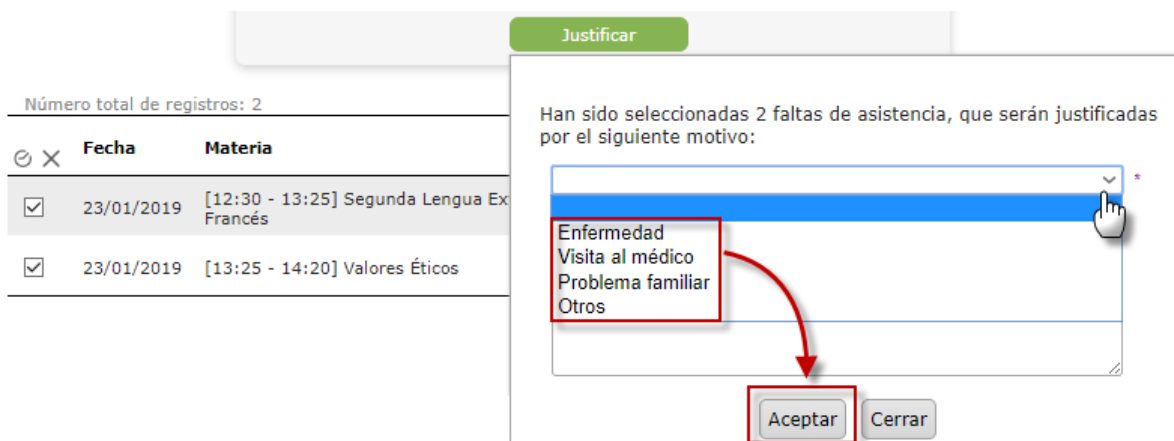 Justificar
Número total de registros: 2
Fecha Materia
23/01/2019 [12:30 - 13:25] Segunda Lengua Ex
Francés
23/01/2019 [13:25 - 14:20] Valores Éticos
Han sido seleccionadas 2 faltas de asistencia, que serán justificadas
por el siguiente motivo:
*
Enfermedad
Visita al médico
Problema familiar
Otros
Aceptar Cerrar